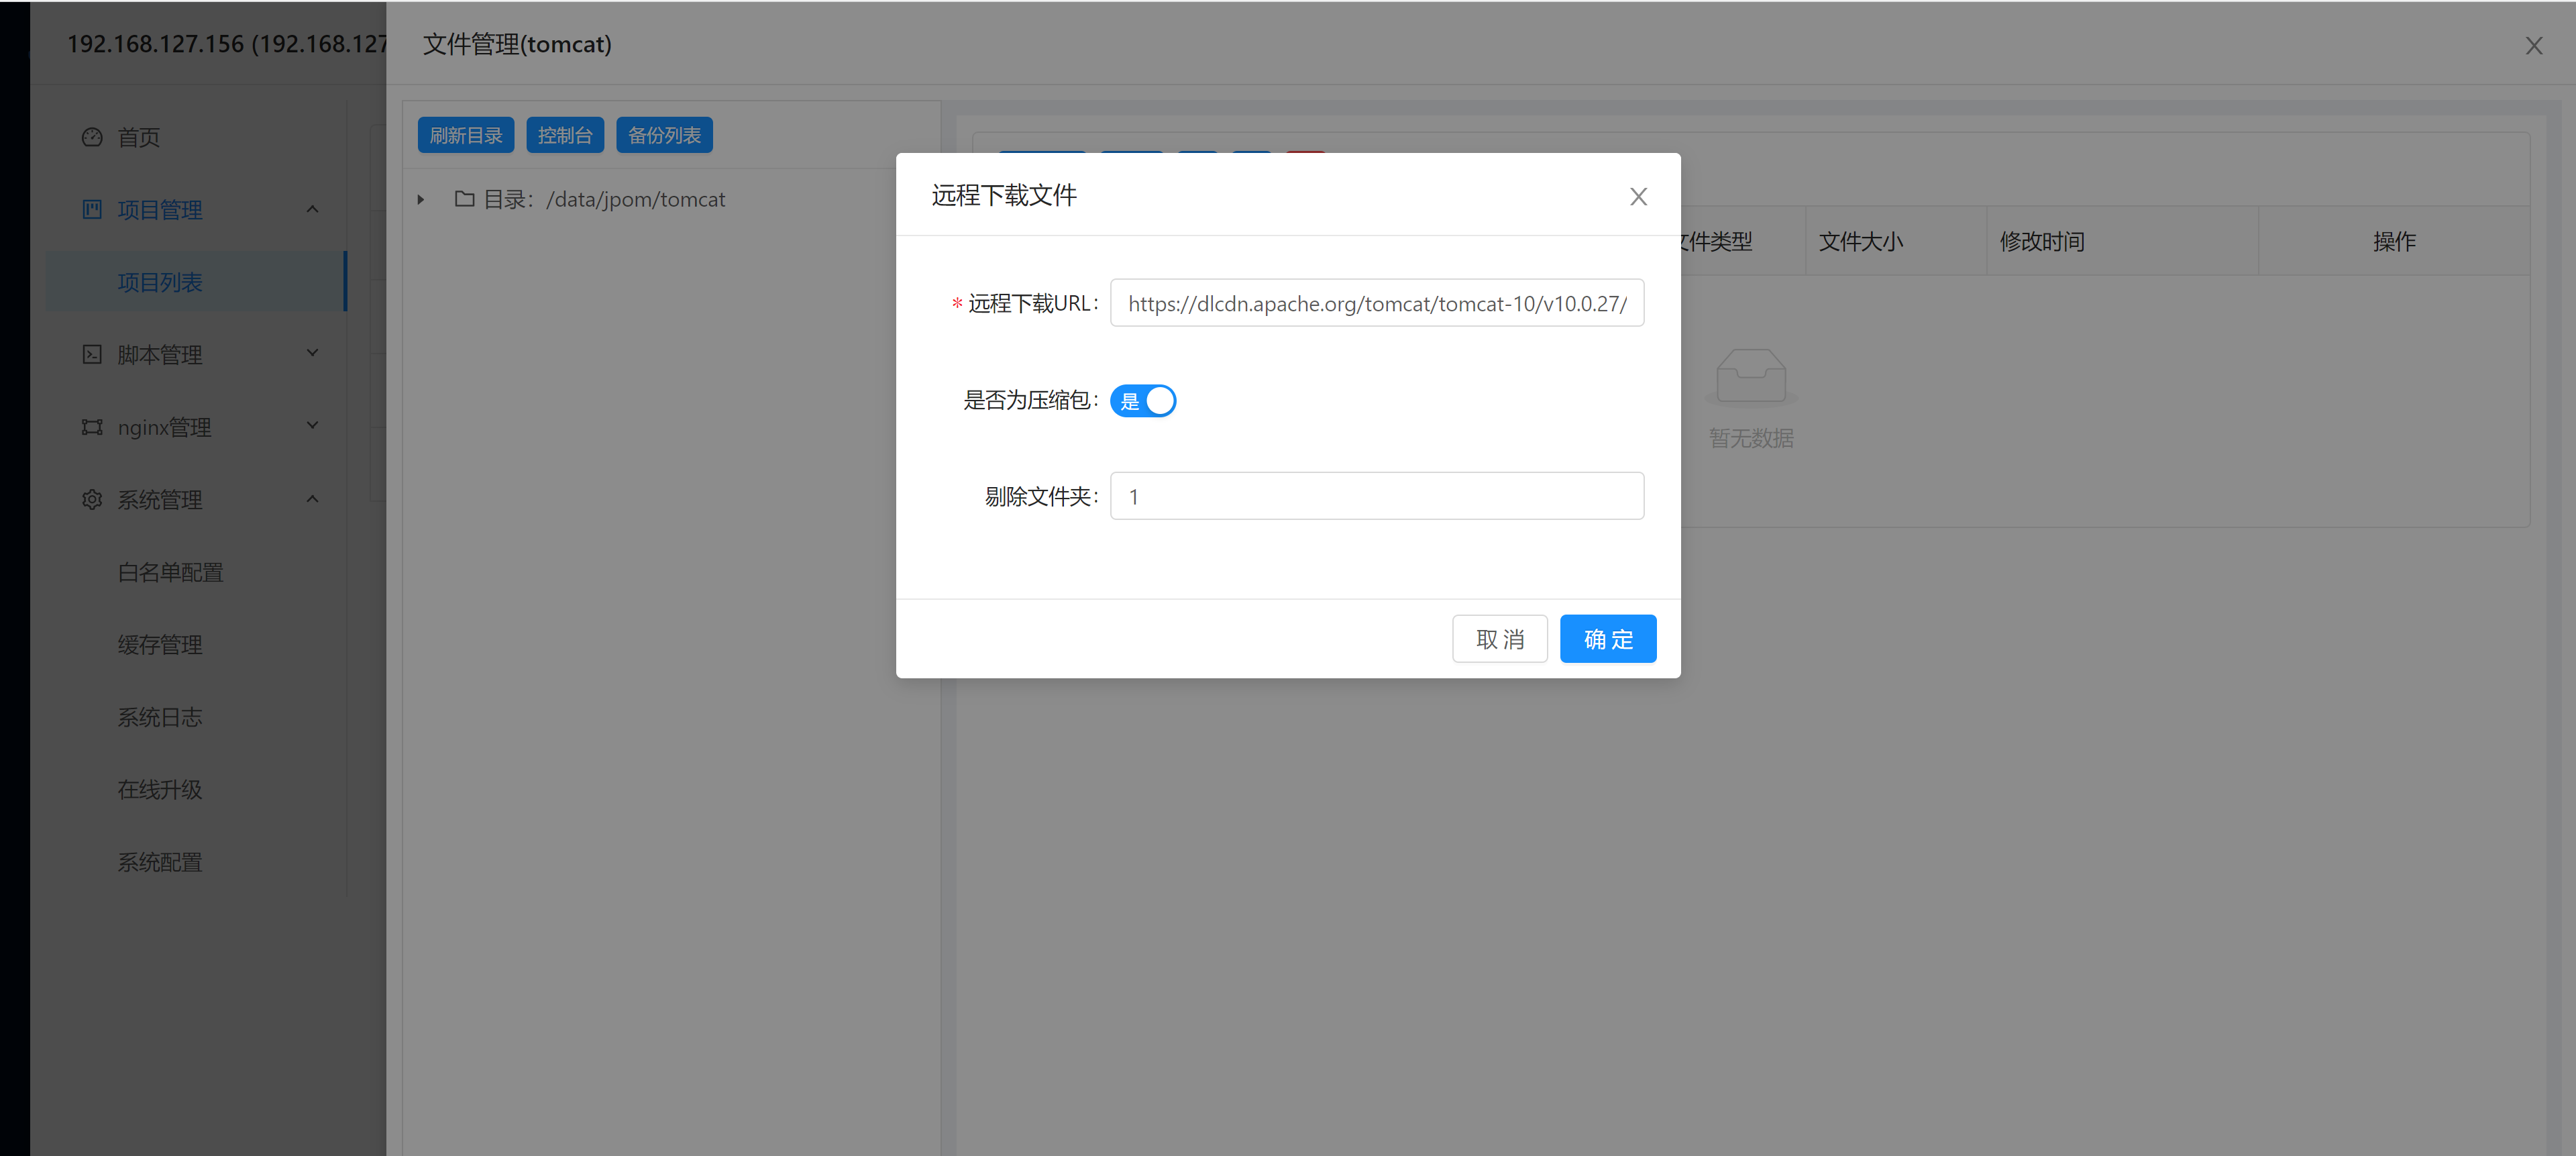 192.168.127.156 (192.168.127
文件管理(tomcat)
首页
项目管理
项目列表
脚本管理
nginx管理
系统管理
白名单配置
缓存管理
系统日志
在线升级
系统配置
刷新目录 控制台 备份列表
目录：/data/jpom/tomcat
文件类型 文件大小 修改时间 操作
暂无数据
远程下载文件
* 远程下载URL: https://dlcdn.apache.org/tomcat/tomcat-10/v10.0.27/
是否为压缩包: 是
剔除文件夹: 1
取消 确定